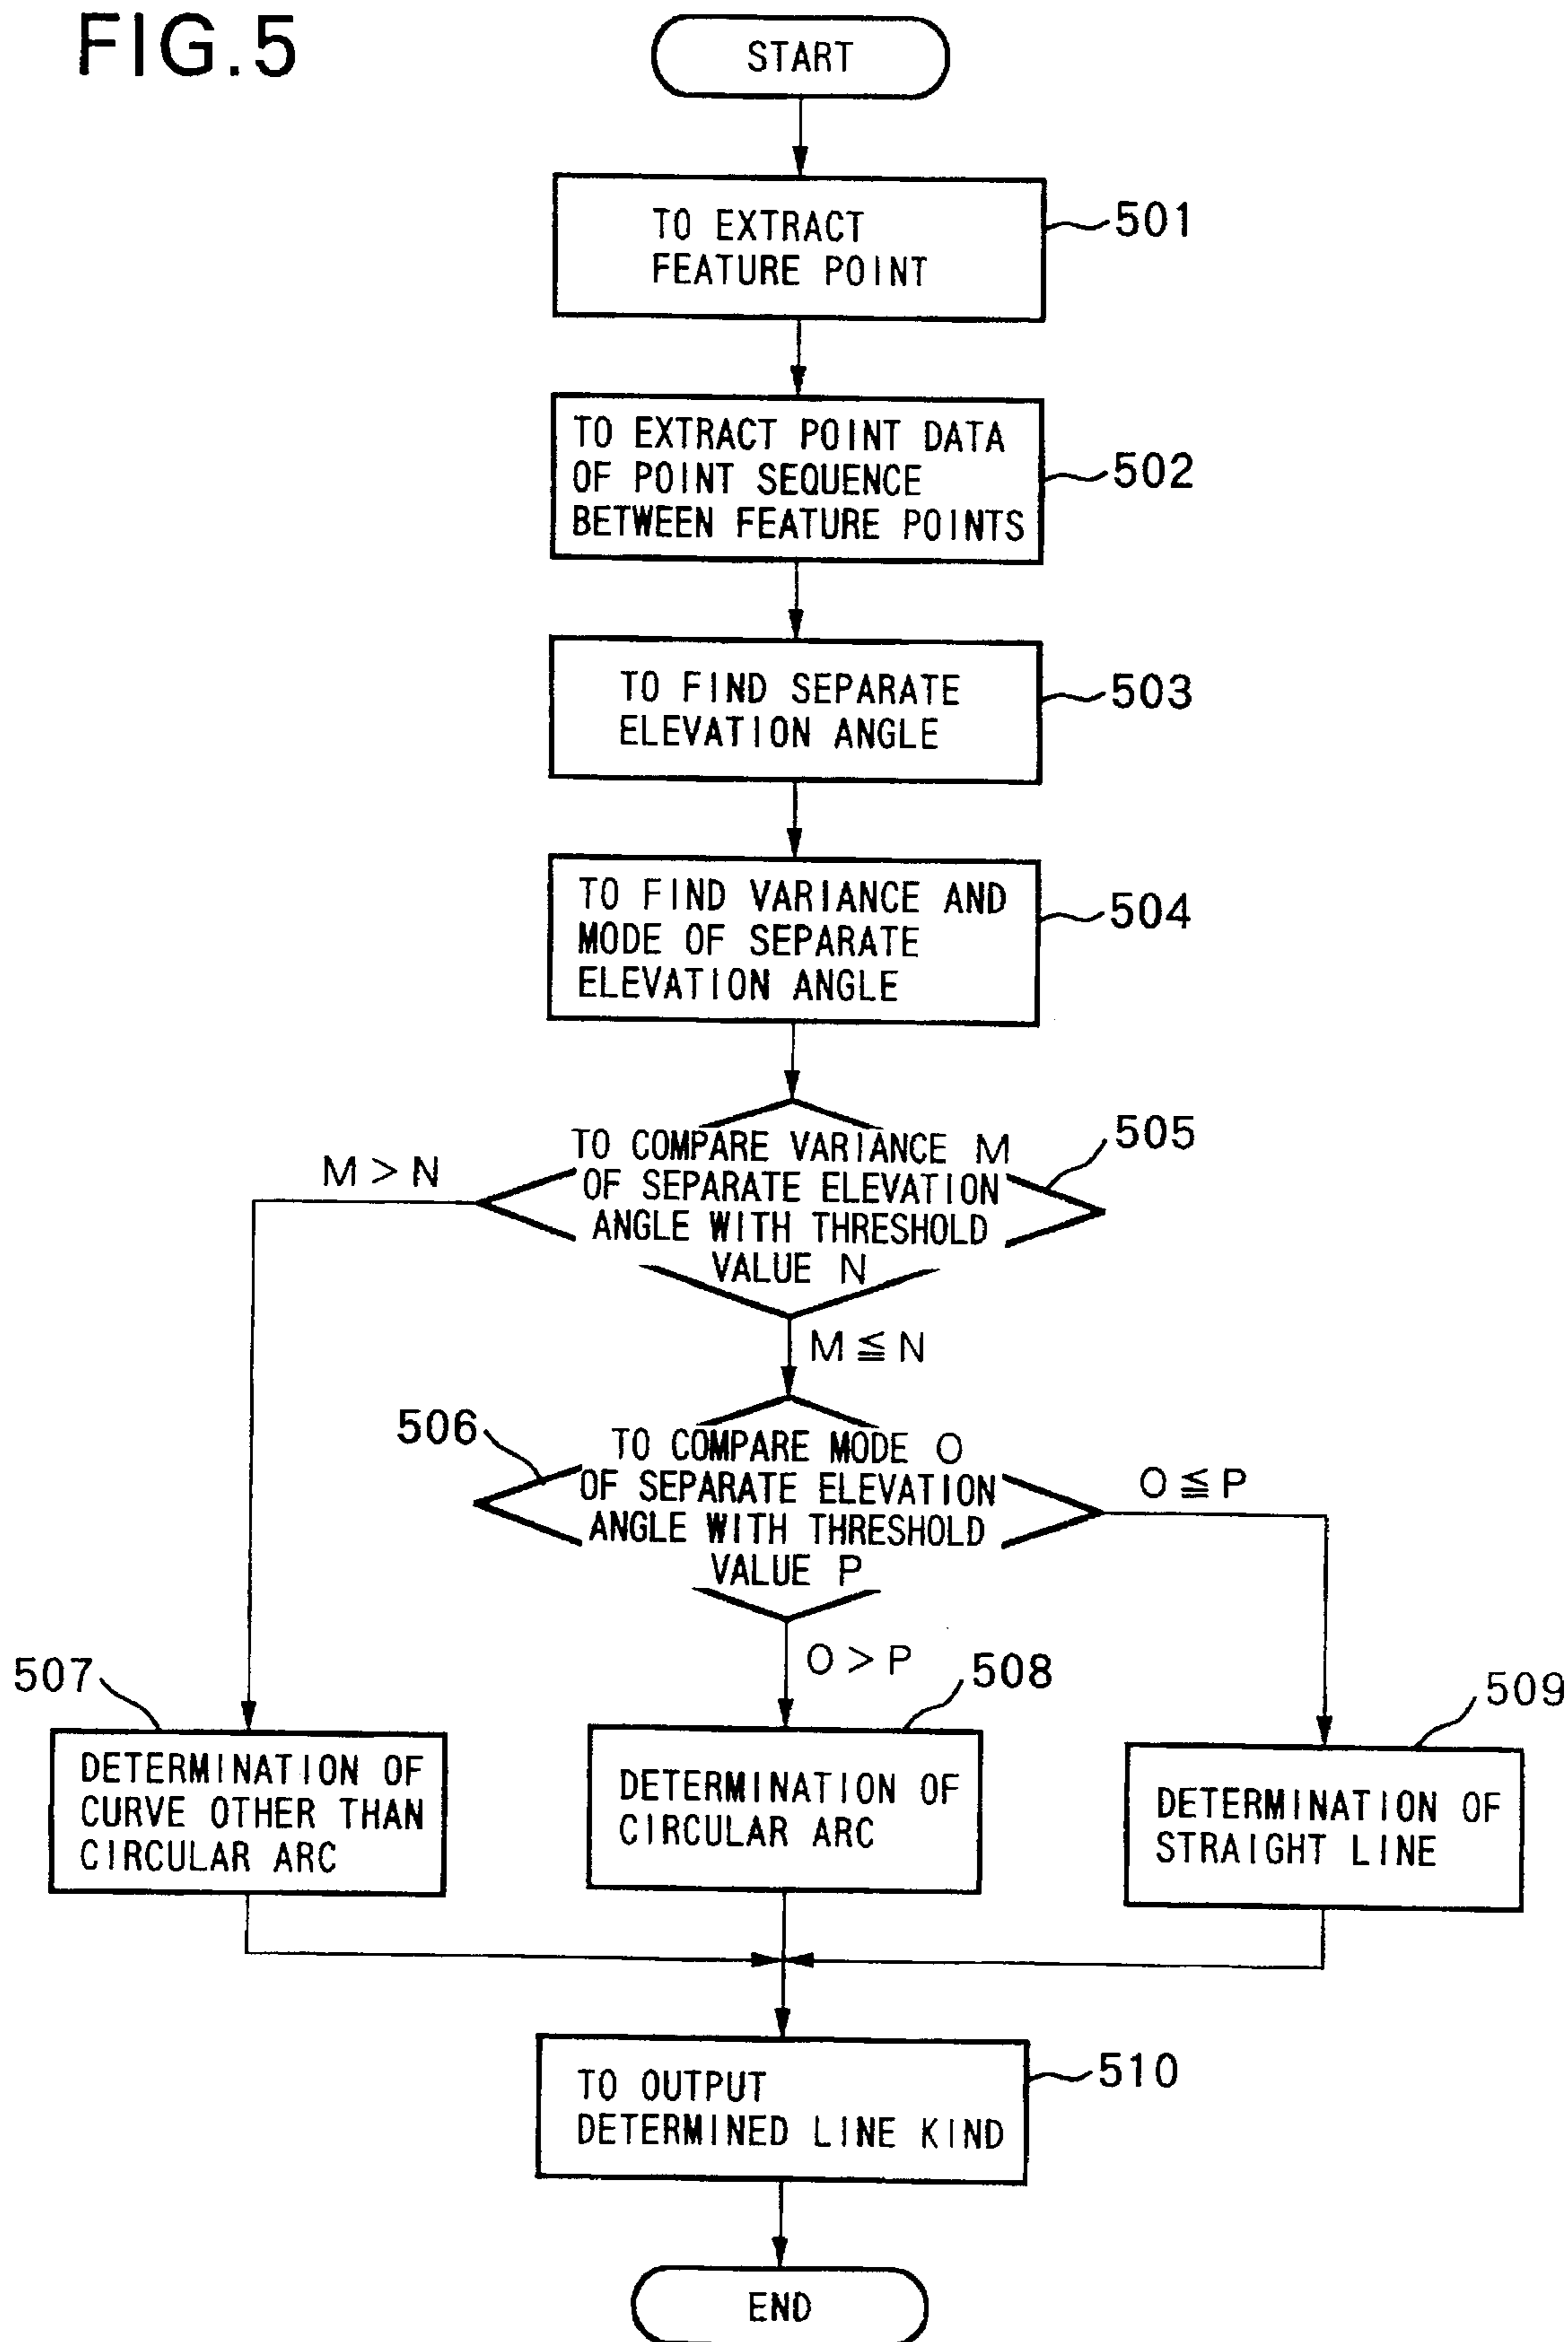 FIG.5
START
TO EXTRACT
FEATURE POINT
501
TO EXTRACT POINT DATA
OF POINT SEQUENCE
BETWEEN FEATURE POINTS
502
TO FIND SEPARATE
ELEVATION ANGLE
503
TO FIND VARIANCE AND
MODE OF SEPARATE
ELEVATION ANGLE
504
TO COMPARE VARIANCE M
OF SEPARATE ELEVATION
ANGLE WITH THRESHOLD
VALUE N
505
M > N
M ≦ N
506
TO COMPARE MODE O
OF SEPARATE ELEVATION
ANGLE WITH THRESHOLD
VALUE P
O ≦ P
O > P
507
DETERMINATION OF
CURVE OTHER THAN
CIRCULAR ARC
508
DETERMINATION OF
CIRCULAR ARC
509
DETERMINATION OF
STRAIGHT LINE
TO OUTPUT
DETERMINED LINE KIND
510
END